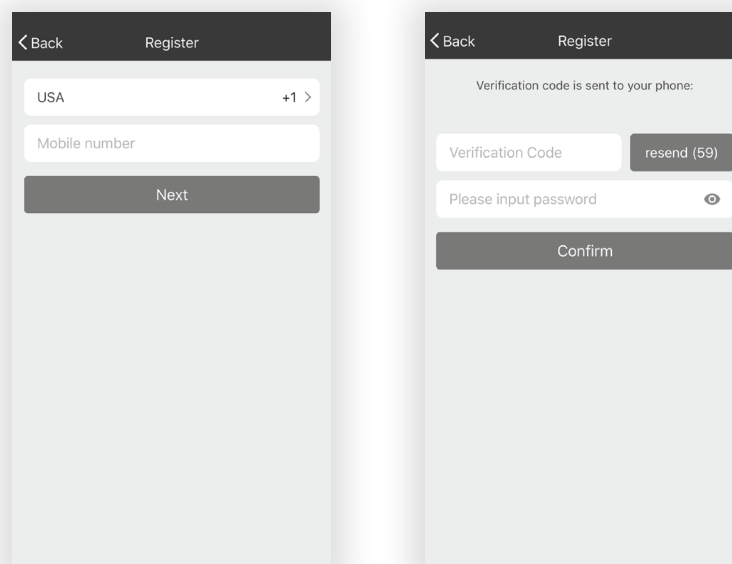 Back Register
USA +1
Mobile number
Next
Back Register
Verification code is sent to your phone:
Verification Code resend (59)
Please input password
Confirm